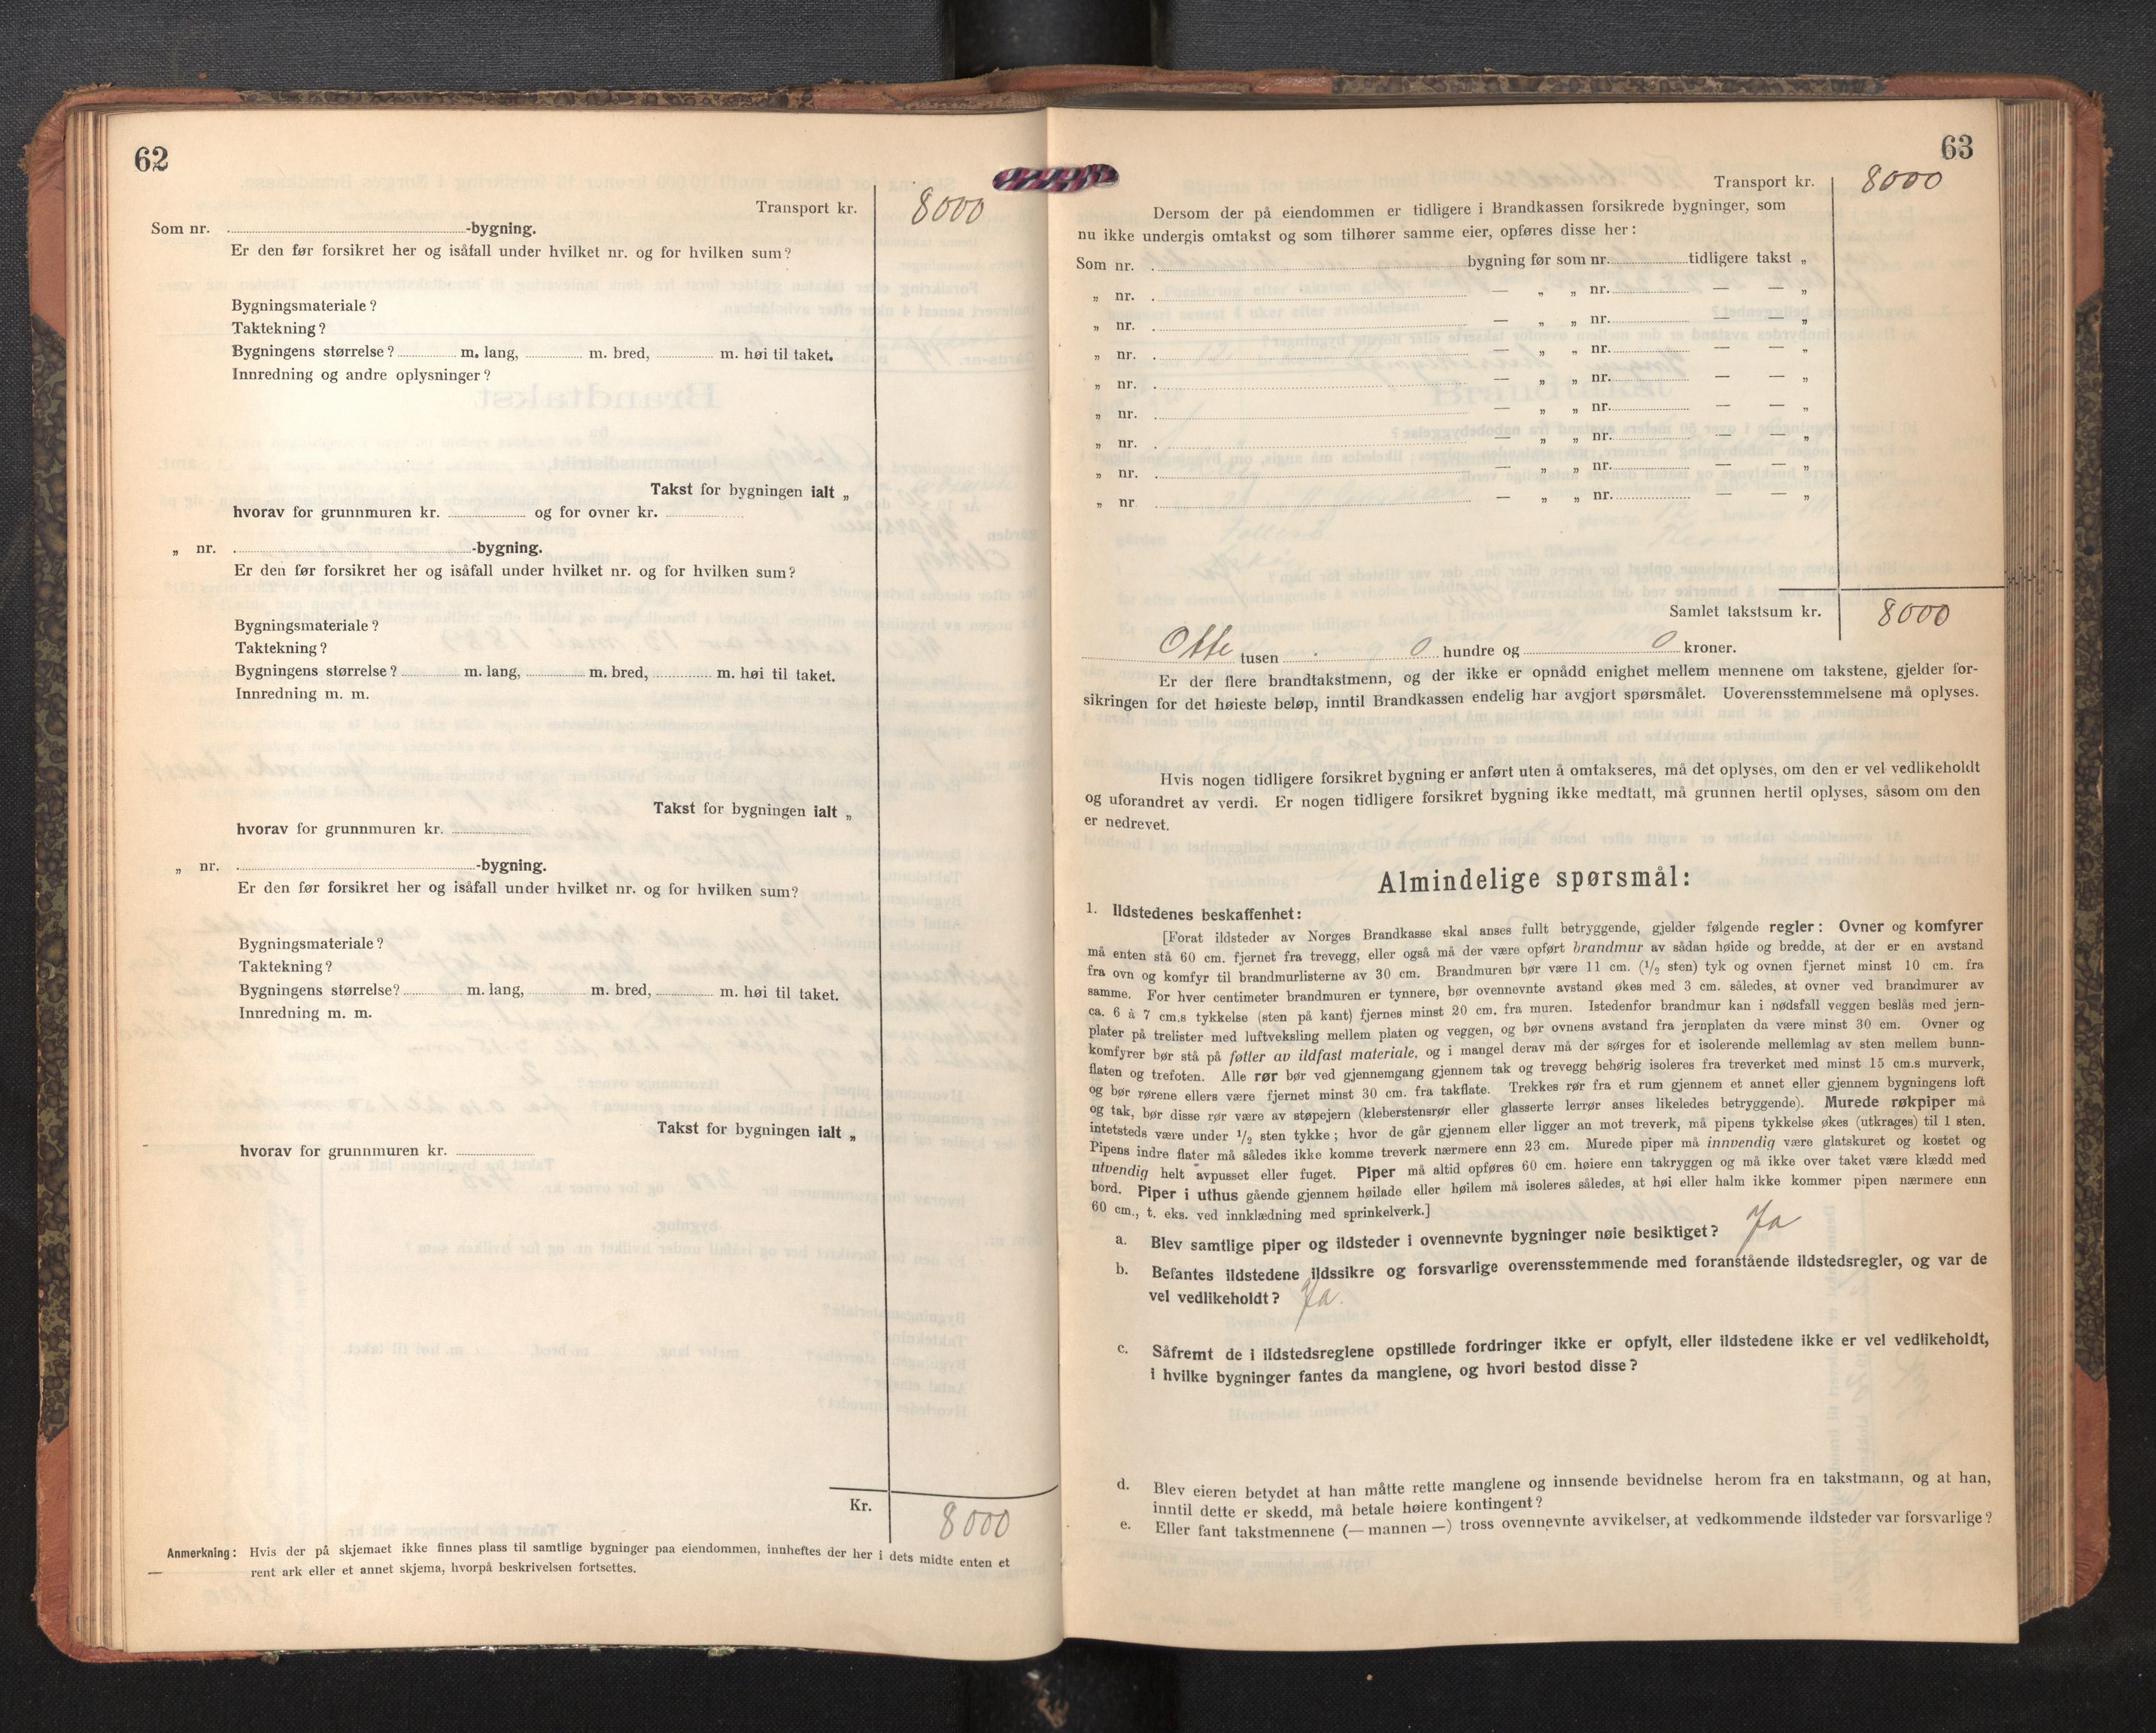 62
Transport kr. 8000
Som nr. -bygning.
Er den før forsikret her og isåfall under hvilket nr. og for hvilken sum?
Bygningsmateriale?
Taktekning?
Bygningens størrelse? m. lang, m. bred, m. høi til taket.
Innredning og andre oplysninger?
Takst for bygningen ialt „
hvorav for grunnmuren kr. og for ovner kr.
„ nr. -bygning.
Er den før forsikret her og isåfall under hvilket nr. og for hvilken sum?
Bygningsmateriale?
Taktekning?
Bygningens størrelse? m. lang, m. bred, m. høi til taket.
Innredning m. m.
Takst for bygningen ialt „
hvorav for grunnmuren kr.
„ nr. -bygning.
Er den før forsikret her og isåfall under hvilket nr. og for hvilken sum?
Bygningsmateriale?
Taktekning?
Bygningens størrelse? m. lang, m. bred, m. høi til taket.
Innredning m. m.
Takst for bygningen ialt „
hvorav for grunnmuren kr.
Kr. 8000
Anmerkning: Hvis der på skjemaet ikke finnes plass til samtlige bygninger paa eiendommen, innheftes der her i dets midte enten et
rent ark eller et annet skjema, hvorpå beskrivelsen fortsettes.
63
Transport kr. 8000
Dersom der på eiendommen er tidligere i Brandkassen forsikrede bygninger, som
nu ikke undergis omtakst og som tilhører samme eier, opføres disse her:
Som nr. bygning før som nr. tidligere takst „
„ nr. — „ „ nr. — — „
„ nr. — „ „ nr. — — „
„ nr. — „ „ nr. — — „
„ nr. — „ „ nr. — — „
„ nr. — „ „ nr. — — „
„ nr. — „ „ nr. — — „
„ nr. — „ „ nr. — — „
„ nr — „ „ nr. — — „
Samlet takstsum kr. 8000
Otte tusen 0 hundre og 0 kroner.
Er der flere brandtakstmenn, og der ikke er opnådd enighet mellem mennene om takstene, gjelder for-
sikringen for det høieste beløp, inntil Brandkassen endelig har avgjort spørsmålet. Uoverensstemmelsene må oplyses.
Hvis nogen tidligere forsikret bygning er anført uten å omtakseres, må det oplyses, om den er vel vedlikeholdt
og uforandret av verdi. Er nogen tidligere forsikret bygning ikke medtatt, må grunnen hertil oplyses, såsom om den
er nedrevet.
Almindelige spørsmål:
1. Ildstedenes beskaffenhet:
[Forat ildsteder av Norges Brandkasse skal anses fullt betryggende, gjelder følgende regler: Ovner og komfyrer
må enten stå 60 cm. fjernet fra trevegg, eller også må der være opført brandmur av sådan høide og bredde, at der er en avstand
fra ovn og komfyr til brandmurlisterne av 30 cm. Brandmuren bør være 11 cm. (1/2 sten) tyk og ovnen fjernet minst 10 cm. fra
samme. For hver centimeter brandmuren er tynnere, bør ovennevnte avstand økes med 3 cm. således, at ovner ved brandmurer av
ca. 6 à 7 cm.s tykkelse (sten på kant) fjernes minst 20 cm. fra muren. Istedenfor brandmur kan i nødsfall veggen beslås med jern-
plater på trelister med luftveksling mellem platen og veggen, og bør ovnens avstand fra jernplaten da være minst 30 cm. Ovner og
komfyrer bør stå på føtter av ildfast materiale, og i mangel derav må der sørges for et isolerende mellemlag av sten mellem bunn-
flaten og trefoten. Alle rør bør ved gjennemgang gjennem tak og trevegg behørig isoleres fra treverket med minst 15 cm.s murverk,
og bør rørene ellers være fjernet minst 30 cm. fra takflate. Trekkes rør fra et rum gjennem et annet eller gjennem bygningens loft
og tak, bør disse rør være av støpejern (kleberstensrør eller glasserte lerrør anses likeledes betryggende). Murede røkpiper må
intetsteds være under 1/2 sten tykke; hvor de går gjennem eller ligger an mot treverk, må pipens tykkelse økes (utkrages) til 1 sten.
Pipens indre flater må således ikke komme treverk nærmere enn 23 cm. Murede piper må innvendig være glatskuret og kostet og
utvendig helt avpusset eller fuget. Piper må altid opføres 60 cm. høiere enn takryggen og må ikke over taket være klædd med
bord. Piper i uthus gående gjennem høilade eller høilem må isoleres således, at høi eller halm ikke kommer pipen nærmere enn
60 cm., t. eks. ved innklædning med sprinkelverk.]
a. Blev samtlige piper og ildsteder i ovennevnte bygninger nøie besiktiget? Ja
b. Befantes ildstedene ildssikre og forsvarlige overensstemmende med foranstående ildstedsregler, og var de
vel vedlikeholdt? Ja.
c. Såfremt de i ildstedsreglene opstillede fordringer ikke er opfylt, eller ildstedene ikke er vel vedlikeholdt,
i hvilke bygninger fantes da manglene, og hvori bestod disse?
d. Blev eieren betydet at han måtte rette manglene og innsende bevidnelse herom fra en takstmann, og at han,
inntil dette er skedd, må betale høiere kontingent?
e. Eller fant takstmennene (— mannen —) tross ovennevnte avvikelser, at vedkommende ildsteder var forsvarlige?